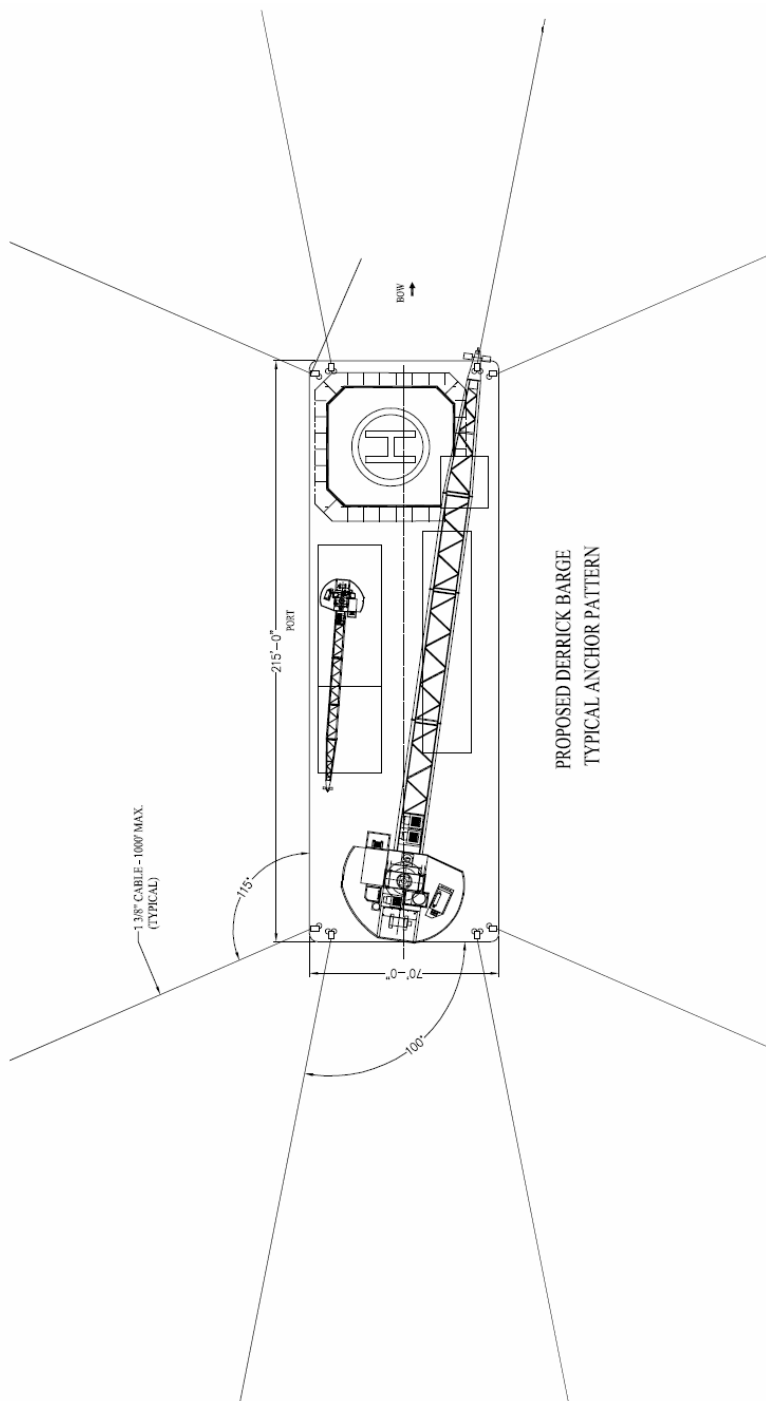 BOW
H
215'-0"
PORT
PROPOSED DERRICK BARGE
TYPICAL ANCHOR PATTERN
1 3/8" CABLE - 1000' MAX.
(TYPICAL)
115°
70'-0"
100°